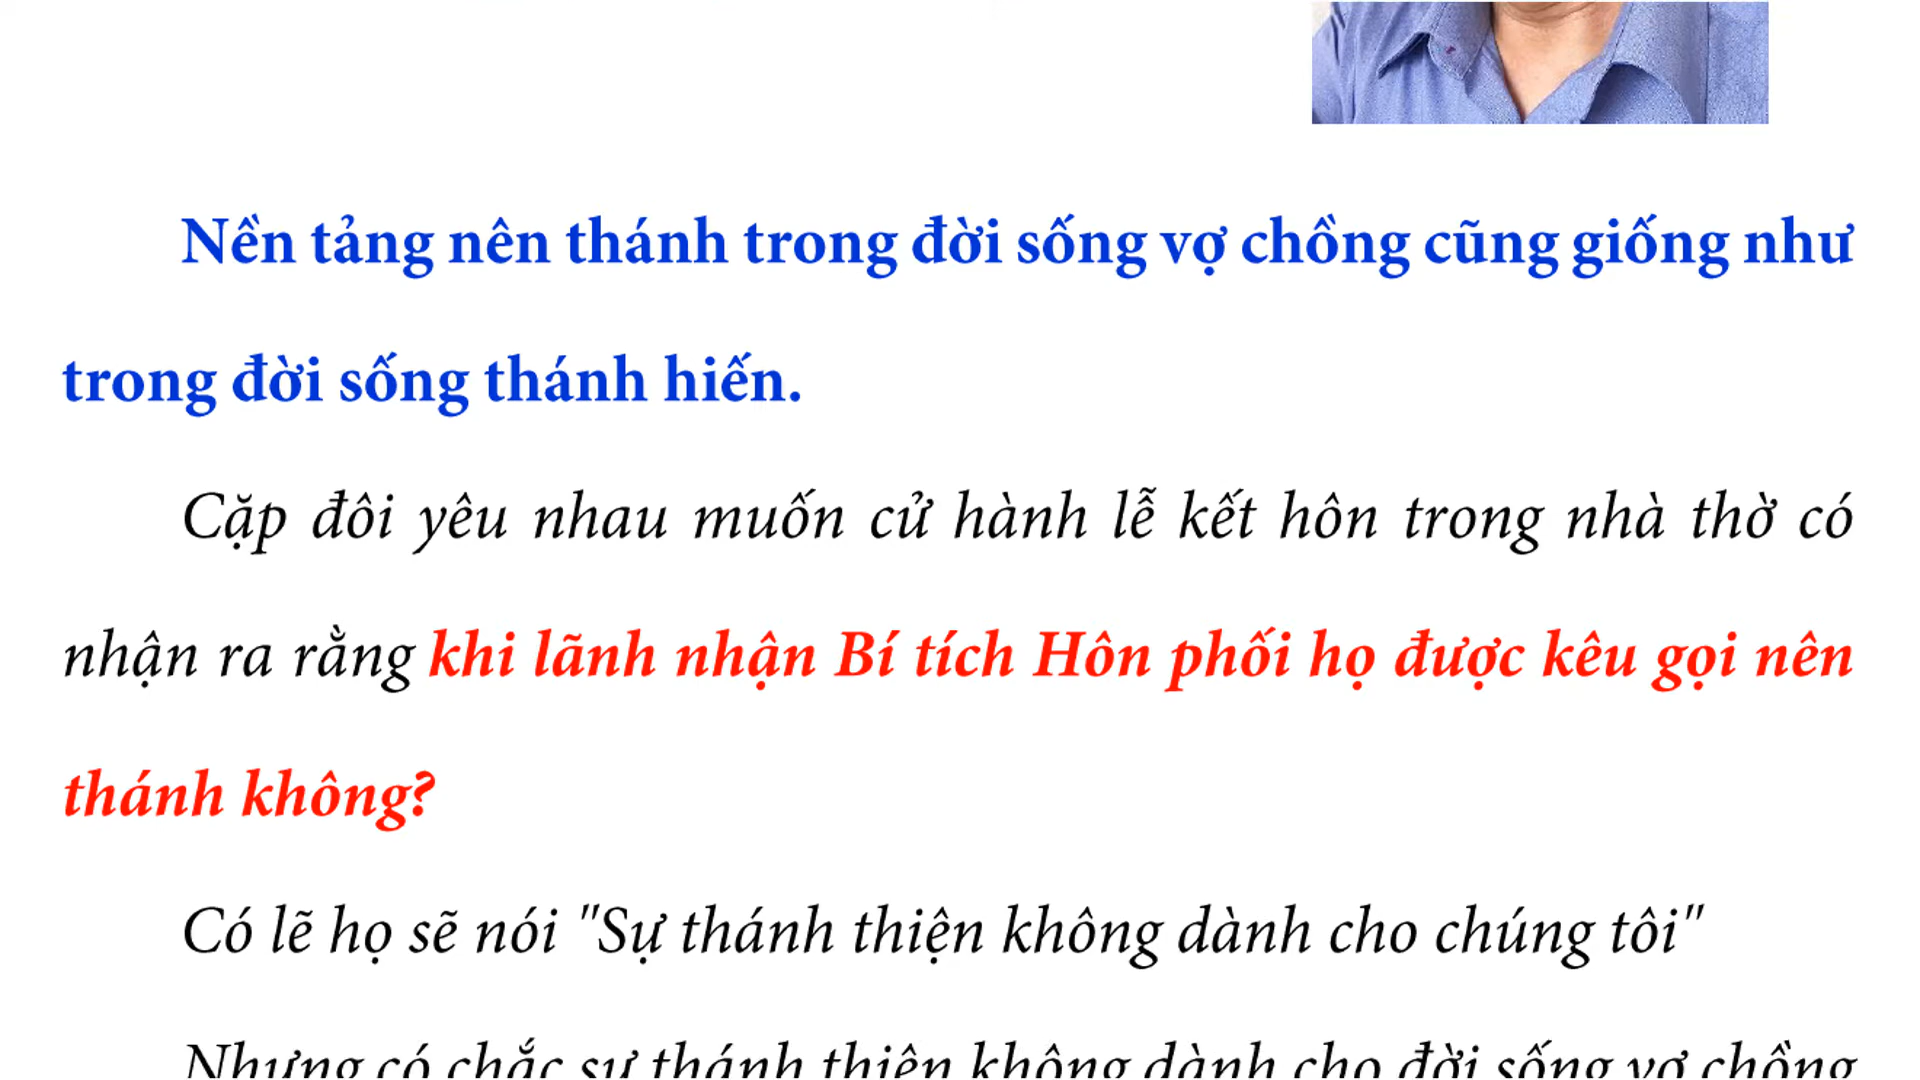 Nền tảng nên thánh trong đời sống vợ chồng cũng giống như
trong đời sống thánh hiến.
Cặp đôi yêu nhau muốn cử hành lễ kết hôn trong nhà thờ có
nhận ra rằng khi lãnh nhận Bí tích Hôn phối họ được kêu gọi nên
thánh không?
Có lẽ họ sẽ nói "Sự thánh thiện không dành cho chúng tôi"
Nhưng có chắc sự thánh thiện không dành cho đời sống vợ chồng